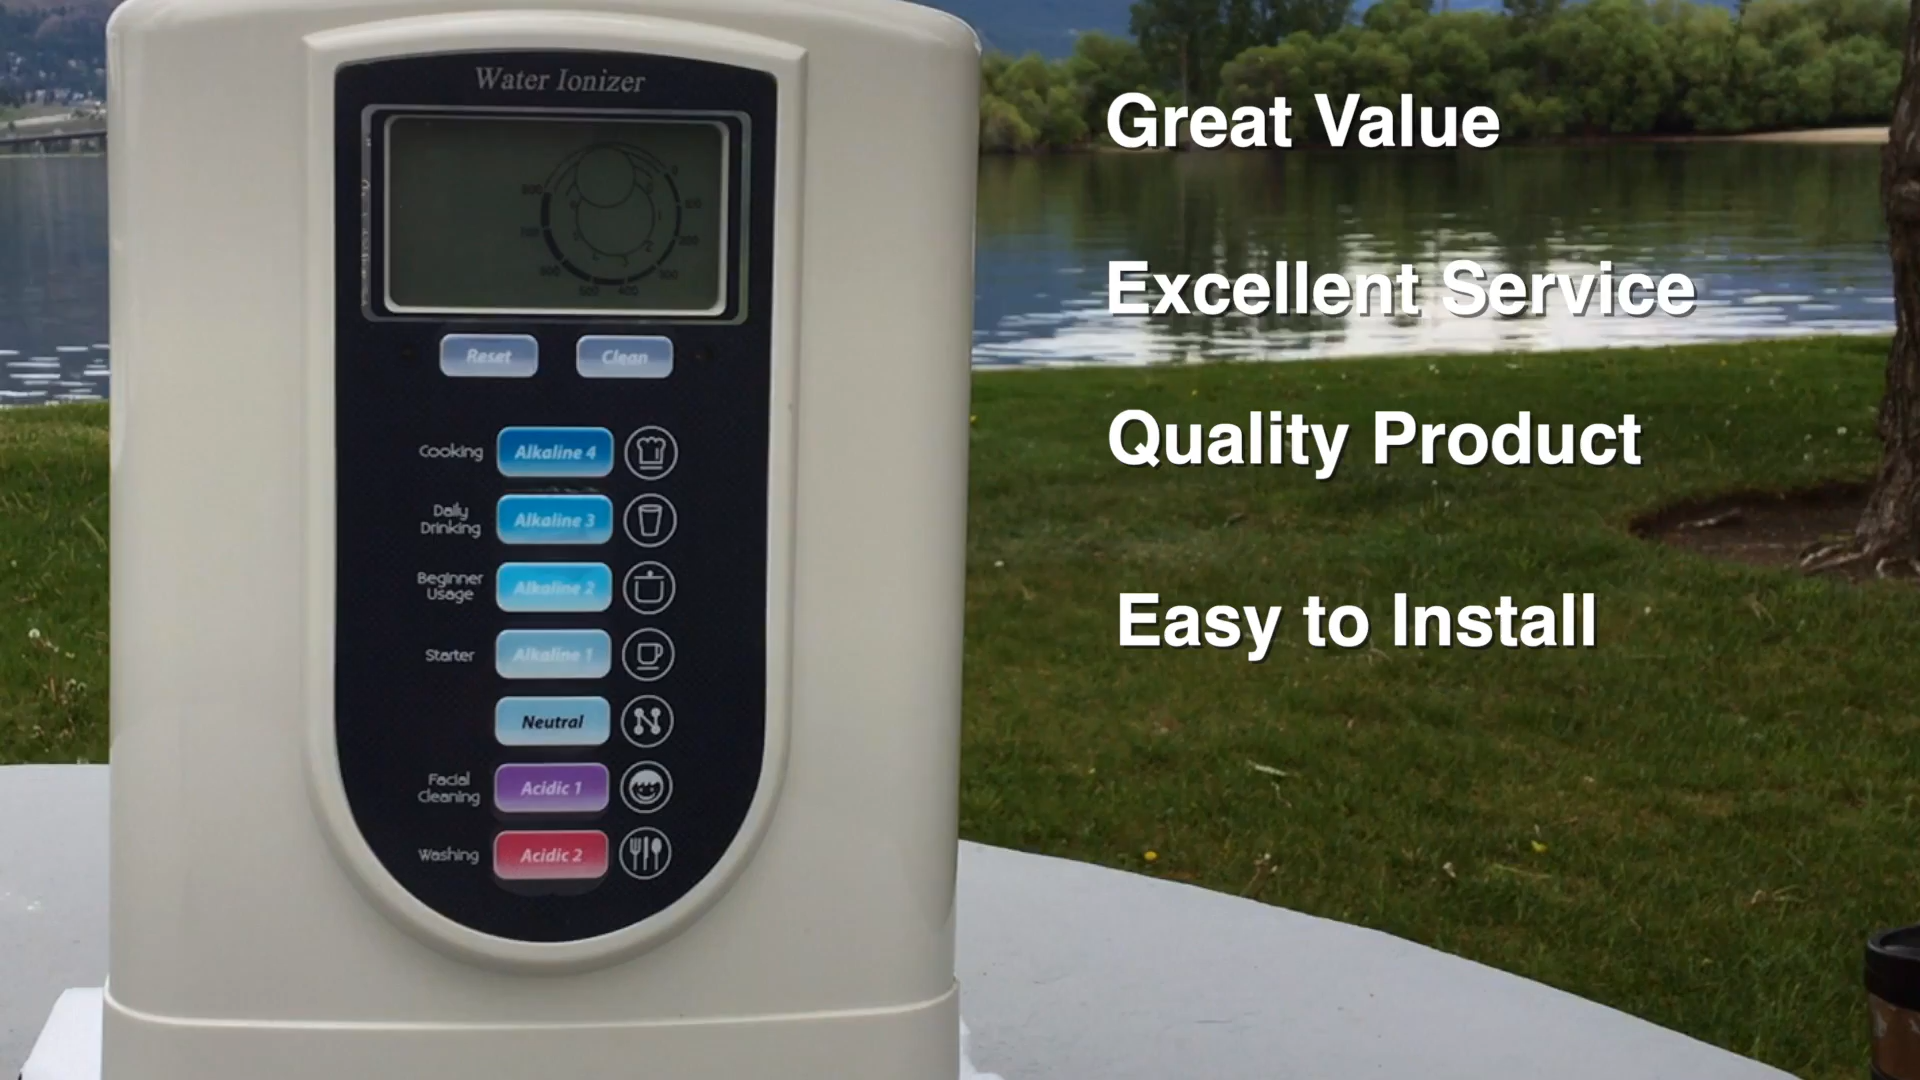 Water Ionizer
Reset
Clean
Cooking
Alkaline 4
Daily
Drinking
Alkaline 3
Beginner
Usage
Alkaline 2
Starter
Alkaline 1
Neutral
Facial
Cleaning
Acidic 1
Washing
Acidic 2
Great Value
Excellent Service
Quality Product
Easy to Install